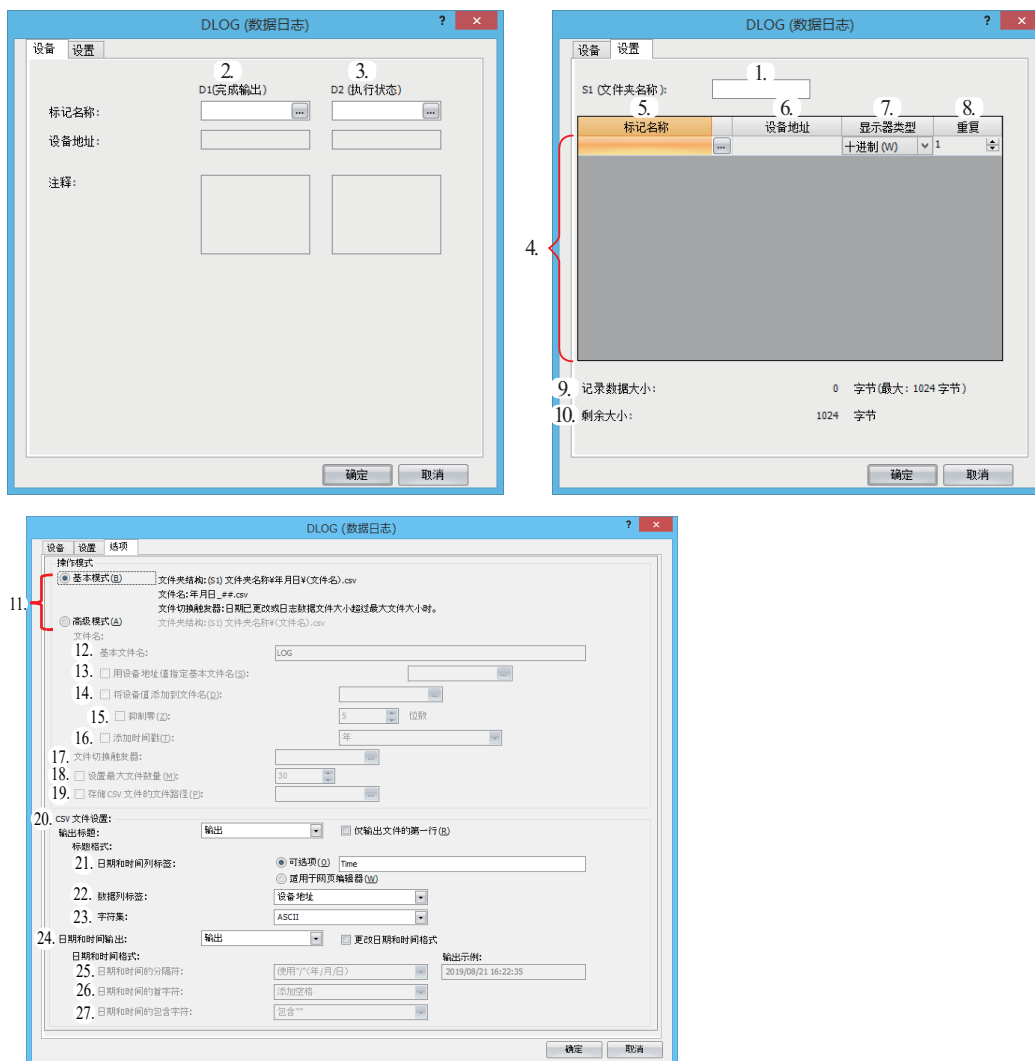 DLOG (数据日志) ? ×
设备 设置
2. 3.
D1(完成输出) D2 (执行状态)
标记名称: ... ...
设备地址:
注释:
确定 取消
DLOG (数据日志) ? ×
设备 设置
1.
S1 (文件夹名称):
5. 6. 7. 8.
标记名称 设备地址 显示器类型 重复
... 十进制 (W) 1
4.
9. 记录数据大小: 0 字节(最大: 1024 字节)
10. 剩余大小: 1024 字节
确定 取消
DLOG (数据日志) ? ×
设备 设置 选项
操作模式
11.
基本模式(B) 文件夹结构:(S1) 文件夹名称¥年月日¥(文件名).csv
文件名:年月日_##.csv
文件切换触发器:日期已更改或日志数据文件大小超过最大文件大小时。
高级模式(A) 文件夹结构:(S1) 文件夹名称¥(文件名).csv
文件名:
12. 基本文件名: LOG
13. 用设备地址值指定基本文件名(S): ...
14. 将设备值添加到文件名(D): ...
15. 抑制零(Z): 5 位数
16. 添加时间戳(T): 年
17. 文件切换触发器: ...
18. 设置最大文件数量(M): 30
19. 存储CSV 文件的文件路径(P): ...
20. CSV 文件设置:
输出标题: 输出 仅输出文件的第一行(R)
标题格式:
21. 日期和时间列标签: 可选项(O) Time
适用于网页编辑器(W)
22. 数据列标签: 设备地址
23. 字符集: ASCII
24. 日期和时间输出: 输出 更改日期和时间格式
日期和时间格式: 输出示例:
25. 日期和时间的分隔符: 使用"/"(年/月/日) 2019/08/21 16:22:35
26. 日期和时间的首字符: 添加空格
27. 日期和时间的包含字符: 包含""
确定 取消